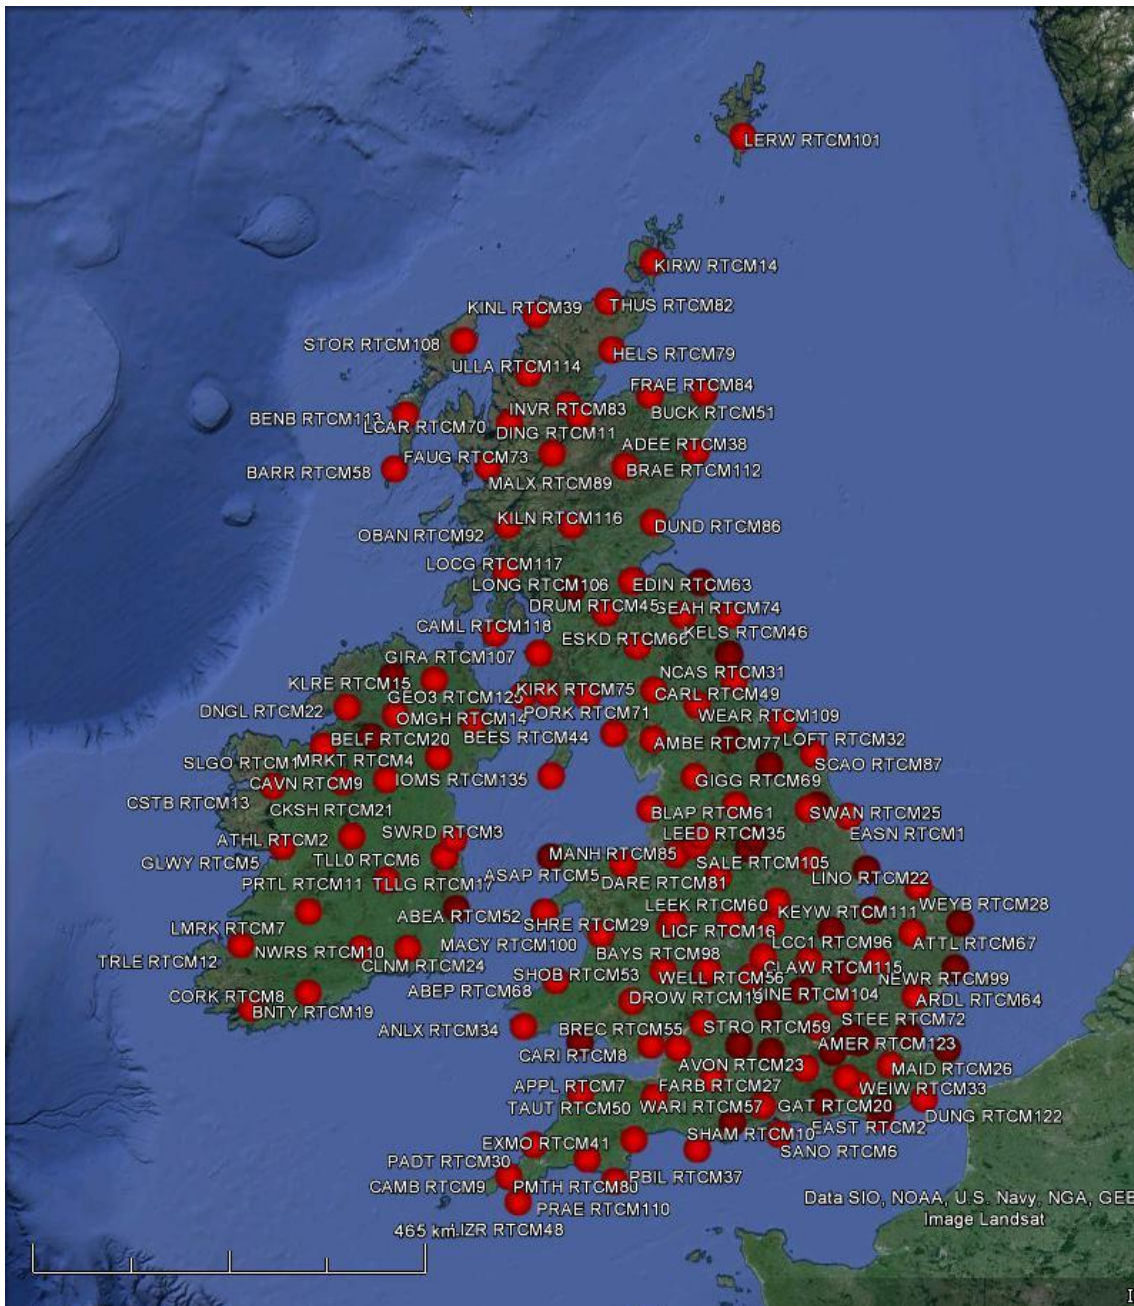 LERW RTCM101
KIRW RTCM14
KINL RTCM39
THUS RTCM82
STOR RTCM108
HELS RTCM79
ULLA RTCM114
FRAE RTCM84
BENB RTCM113
INVR RTCM83
BUCK RTCM51
LCAR RTCM70
DING RTCM11
ADEE RTCM38
FAUG RTCM73
BARR RTCM58
BRAE RTCM112
MALX RTCM89
KILN RTCM116
DUND RTCM86
OBAN RTCM92
LOCG RTCM117
LONG RTCM106
EDIN RTCM63
DRUM RTCM45
SEAH RTCM74
CAML RTCM118
ESKD RTCM66
KELS RTCM46
GIRA RTCM107
NCAS RTCM31
KLRE RTCM15
GEO3 RTCM125
KIRK RTCM75
CARL RTCM49
DNGL RTCM22
OMGH RTCM14
PORK RTCM71
WEAR RTCM109
BELF RTCM20
BEES RTCM44
AMBE RTCM77
LOFT RTCM32
SLGO RTCM1
MRKT RTCM4
SCAO RTCM87
CAVN RTCM9
IOMS RTCM135
GIGG RTCM69
CSTB RTCM13
CKSH RTCM21
BLAP RTCM61
SWAN RTCM25
ATHL RTCM2
SWRD RTCM3
LEED RTCM35
EASN RTCM1
GLWY RTCM5
TLL0 RTCM6
MANH RTCM85
SALE RTCM105
PRTL RTCM11
TLLG RTCM17
ASAP RTCM5
DARE RTCM81
LINO RTCM22
LMRK RTCM7
ABEA RTCM52
SHRE RTCM29
LEEK RTCM60
KEYW RTCM111
WEYB RTCM28
LICF RTCM16
TRLE RTCM12
NWRS RTCM10
MACY RTCM100
LCC1 RTCM96
ATTL RTCM67
CLNM RTCM24
BAYS RTCM98
CLAW RTCM115
SHOB RTCM53
WELL RTCM56
NEWR RTCM99
CORK RTCM8
ABEP RTCM68
DROW RTCM19
KINE RTCM104
ARDL RTCM64
BNTY RTCM19
ANLX RTCM34
BREC RTCM55
STRO RTCM59
STEE RTCM72
CARI RTCM8
AMER RTCM123
AVON RTCM23
MAID RTCM26
APPL RTCM7
FARB RTCM27
WEIW RTCM33
TAUT RTCM50
WARI RTCM57
GAT RTCM20
DUNG RTCM122
EXMO RTCM41
SHAM RTCM10
EAST RTCM2
SANO RTCM6
PADT RTCM30
PBIL RTCM37
CAMB RTCM9
PMTH RTCM80
PRAE RTCM110
Data SIO, NOAA, U.S. Navy, NGA, GEB
Image Landsat
465 km
LIZR RTCM48